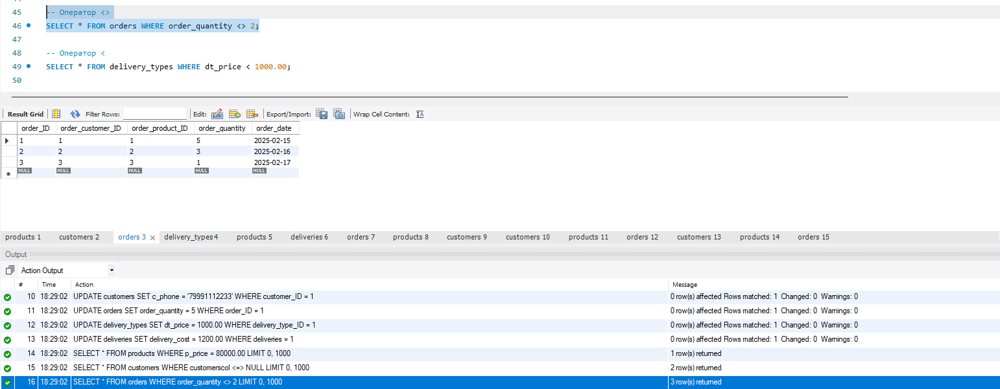 45 -- Оператор <>
46 SELECT * FROM orders WHERE order_quantity <> 2;
47
48 -- Оператор <
49 SELECT * FROM delivery_types WHERE dt_price < 1000.00;
50
Result Grid Filter Rows: Edit: Export/Import: Wrap Cell Content: IA
order_ID order_customer_ID order_product_ID order_quantity order_date
1 1 1 5 2025-02-15
2 2 2 3 2025-02-16
3 3 3 1 2025-02-17
NULL NULL NULL NULL NULL
products 1 customers 2 orders 3 delivery_types4 products 5 deliveries 6 orders 7 products 8 customers 9 customers 10 products 11 orders 12 customers 13 products 14 orders 15
Output
Action Output
# Time Action Message
10 18:29:02 UPDATE customers SET c_phone = '79991112233' WHERE customer_ID = 1 0 row(s) affected Rows matched: 1 Changed: 0 Warnings: 0
11 18:29:02 UPDATE orders SET order_quantity = 5 WHERE order_ID = 1 0 row(s) affected Rows matched: 1 Changed: 0 Warnings: 0
12 18:29:02 UPDATE delivery_types SET dt_price = 1000.00 WHERE delivery_type_ID = 1 0 row(s) affected Rows matched: 1 Changed: 0 Warnings: 0
13 18:29:02 UPDATE deliveries SET delivery_cost = 1200.00 WHERE deliveries = 1 0 row(s) affected Rows matched: 1 Changed: 0 Warnings: 0
14 18:29:02 SELECT * FROM products WHERE p_price = 80000.00 LIMIT 0, 1000 1 row(s) returned
15 18:29:02 SELECT * FROM customers WHERE customerscol <=> NULL LIMIT 0, 1000 2 row(s) returned
16 18:29:02 SELECT * FROM orders WHERE order_quantity <> 2 LIMIT 0, 1000 3 row(s) returned